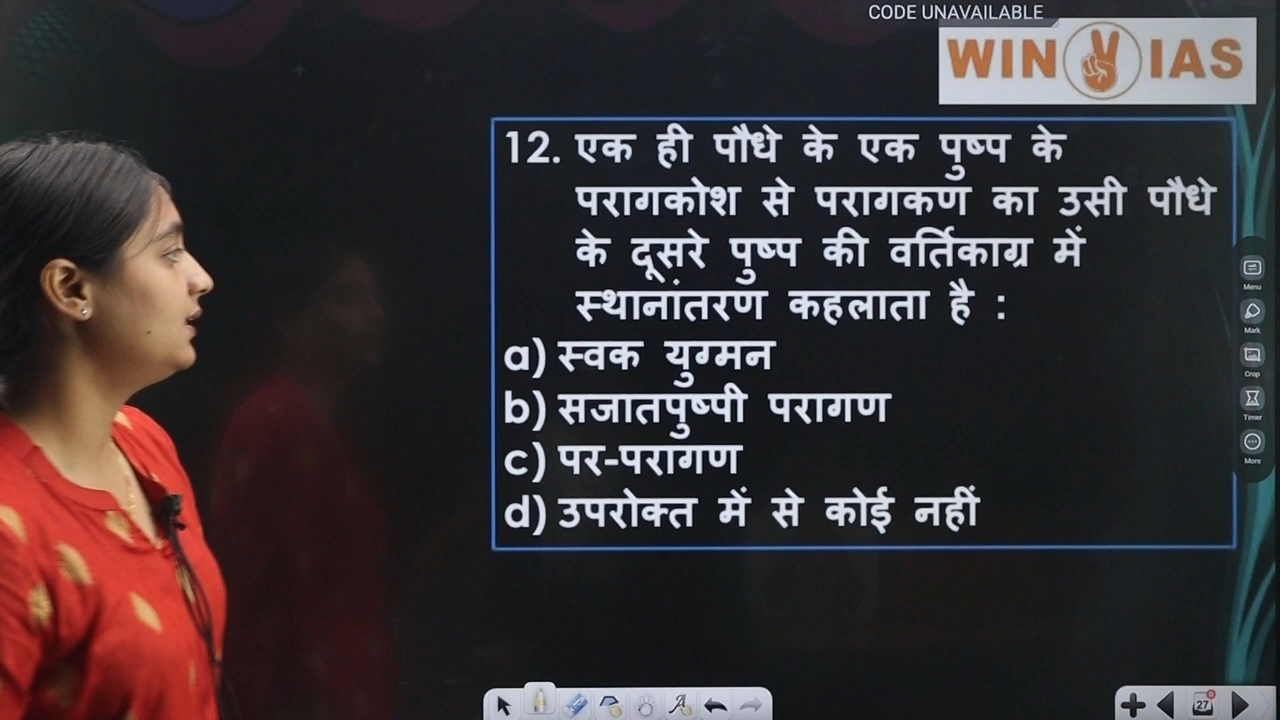 CODE UNAVAILABLE
WIN IAS
12. एक ही पौधे के एक पुष्प के
परागकोश से परागकण का उसी पौधे
के दूसरे पुष्प की वर्तिकाग्र में
स्थानांतरण कहलाता है :
a) स्वक युग्मन
b) सजातपुष्पी परागण
c) पर-परागण
d) उपरोक्त में से कोई नहीं
Menu
Mark
Crop
Timer
More
27